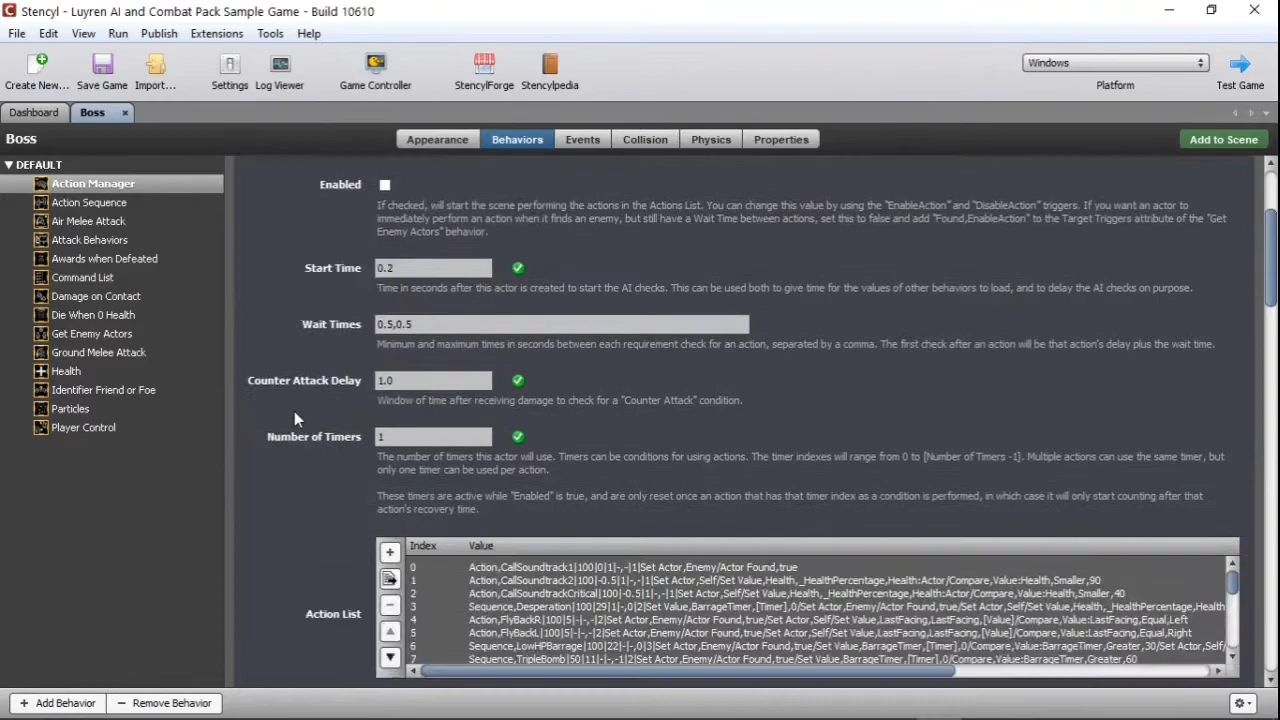 Stencyl - Luyren AI and Combat Pack Sample Game - Build 10610
File Edit View Run Publish Extensions Tools Help
Create New... Save Game Import... Settings Log Viewer Game Controller StencylForge Stencylpedia Windows Platform Test Game
Dashboard Boss ×
Boss Appearance Behaviors Events Collision Physics Properties Add to Scene
DEFAULT
Action Manager
Action Sequence
Air Melee Attack
Attack Behaviors
Awards when Defeated
Command List
Damage on Contact
Die When 0 Health
Get Enemy Actors
Ground Melee Attack
Health
Identifier Friend or Foe
Particles
Player Control
Enabled
If checked, will start the scene performing the actions in the Actions List. You can change this value by using the "EnableAction" and "DisableAction" triggers. If you want an actor to
immediately perform an action when it finds an enemy, but still have a Wait Time between actions, set this to false and add "Found,EnableAction" to the Target Triggers attribute of the "Get
Enemy Actors" behavior.
Start Time 0.2
Time in seconds after this actor is created to start the AI checks. This can be used both to give time for the values of other behaviors to load, and to delay the AI checks on purpose.
Wait Times 0.5,0.5
Minimum and maximum times in seconds between each requirement check for an action, separated by a comma. The first check after an action will be that action's delay plus the wait time.
Counter Attack Delay 1.0
Window of time after receiving damage to check for a "Counter Attack" condition.
Number of Timers 1
The number of timers this actor will use. Timers can be conditions for using actions. The timer indexes will range from 0 to [Number of Timers -1]. Multiple actions can use the same timer, but
only one timer can be used per action.
These timers are active while "Enabled" is true, and are only reset once an action that has that timer index as a condition is performed, in which case it will only start counting after that
action's recovery time.
Action List
Index Value
0 Action,CallSoundtrack1|100|0|1|-,-|1|Set Actor,Enemy/Actor Found,true
1 Action,CallSoundtrack2|100|-0.5|1|-,-|1|Set Actor,Self/Set Value,Health,_HealthPercentage,Health:Actor/Compare,Value:Health,Smaller,90
2 Action,CallSoundtrackCritical|100|-0.5|1|-,-|1|Set Actor,Self/Set Value,Health,_HealthPercentage,Health:Actor/Compare,Value:Health,Smaller,40
3 Sequence,Desperation|100|29|1|-,0|2|Set Value,BarrageTimer,[Timer],0/Set Actor,Enemy/Actor Found,true/Set Actor,Self/Set Value,Health,_HealthPercentage,Health
4 Action,FlyBackR|100|5|-|-,-|2|Set Actor,Enemy/Actor Found,true/Set Actor,Self/Set Value,LastFacing,LastFacing,[Value]/Compare,Value:LastFacing,Equal,Left
5 Action,FlyBackL|100|5|-|-,-|2|Set Actor,Enemy/Actor Found,true/Set Actor,Self/Set Value,LastFacing,LastFacing,[Value]/Compare,Value:LastFacing,Equal,Right
6 Sequence,LowHPBarrage|100|22|-|-,0|3|Set Actor,Enemy/Actor Found,true/Set Value,BarrageTimer,[Timer],0/Compare,Value:BarrageTimer,Greater,30/Set Actor,Self/
7 Sequence,TripleBomb|50|11|-|-,-1|2|Set Actor,Enemy/Actor Found,true/Set Value,BarrageTimer,[Timer],0/Compare,Value:BarrageTimer,Greater,60
+ Add Behavior − Remove Behavior